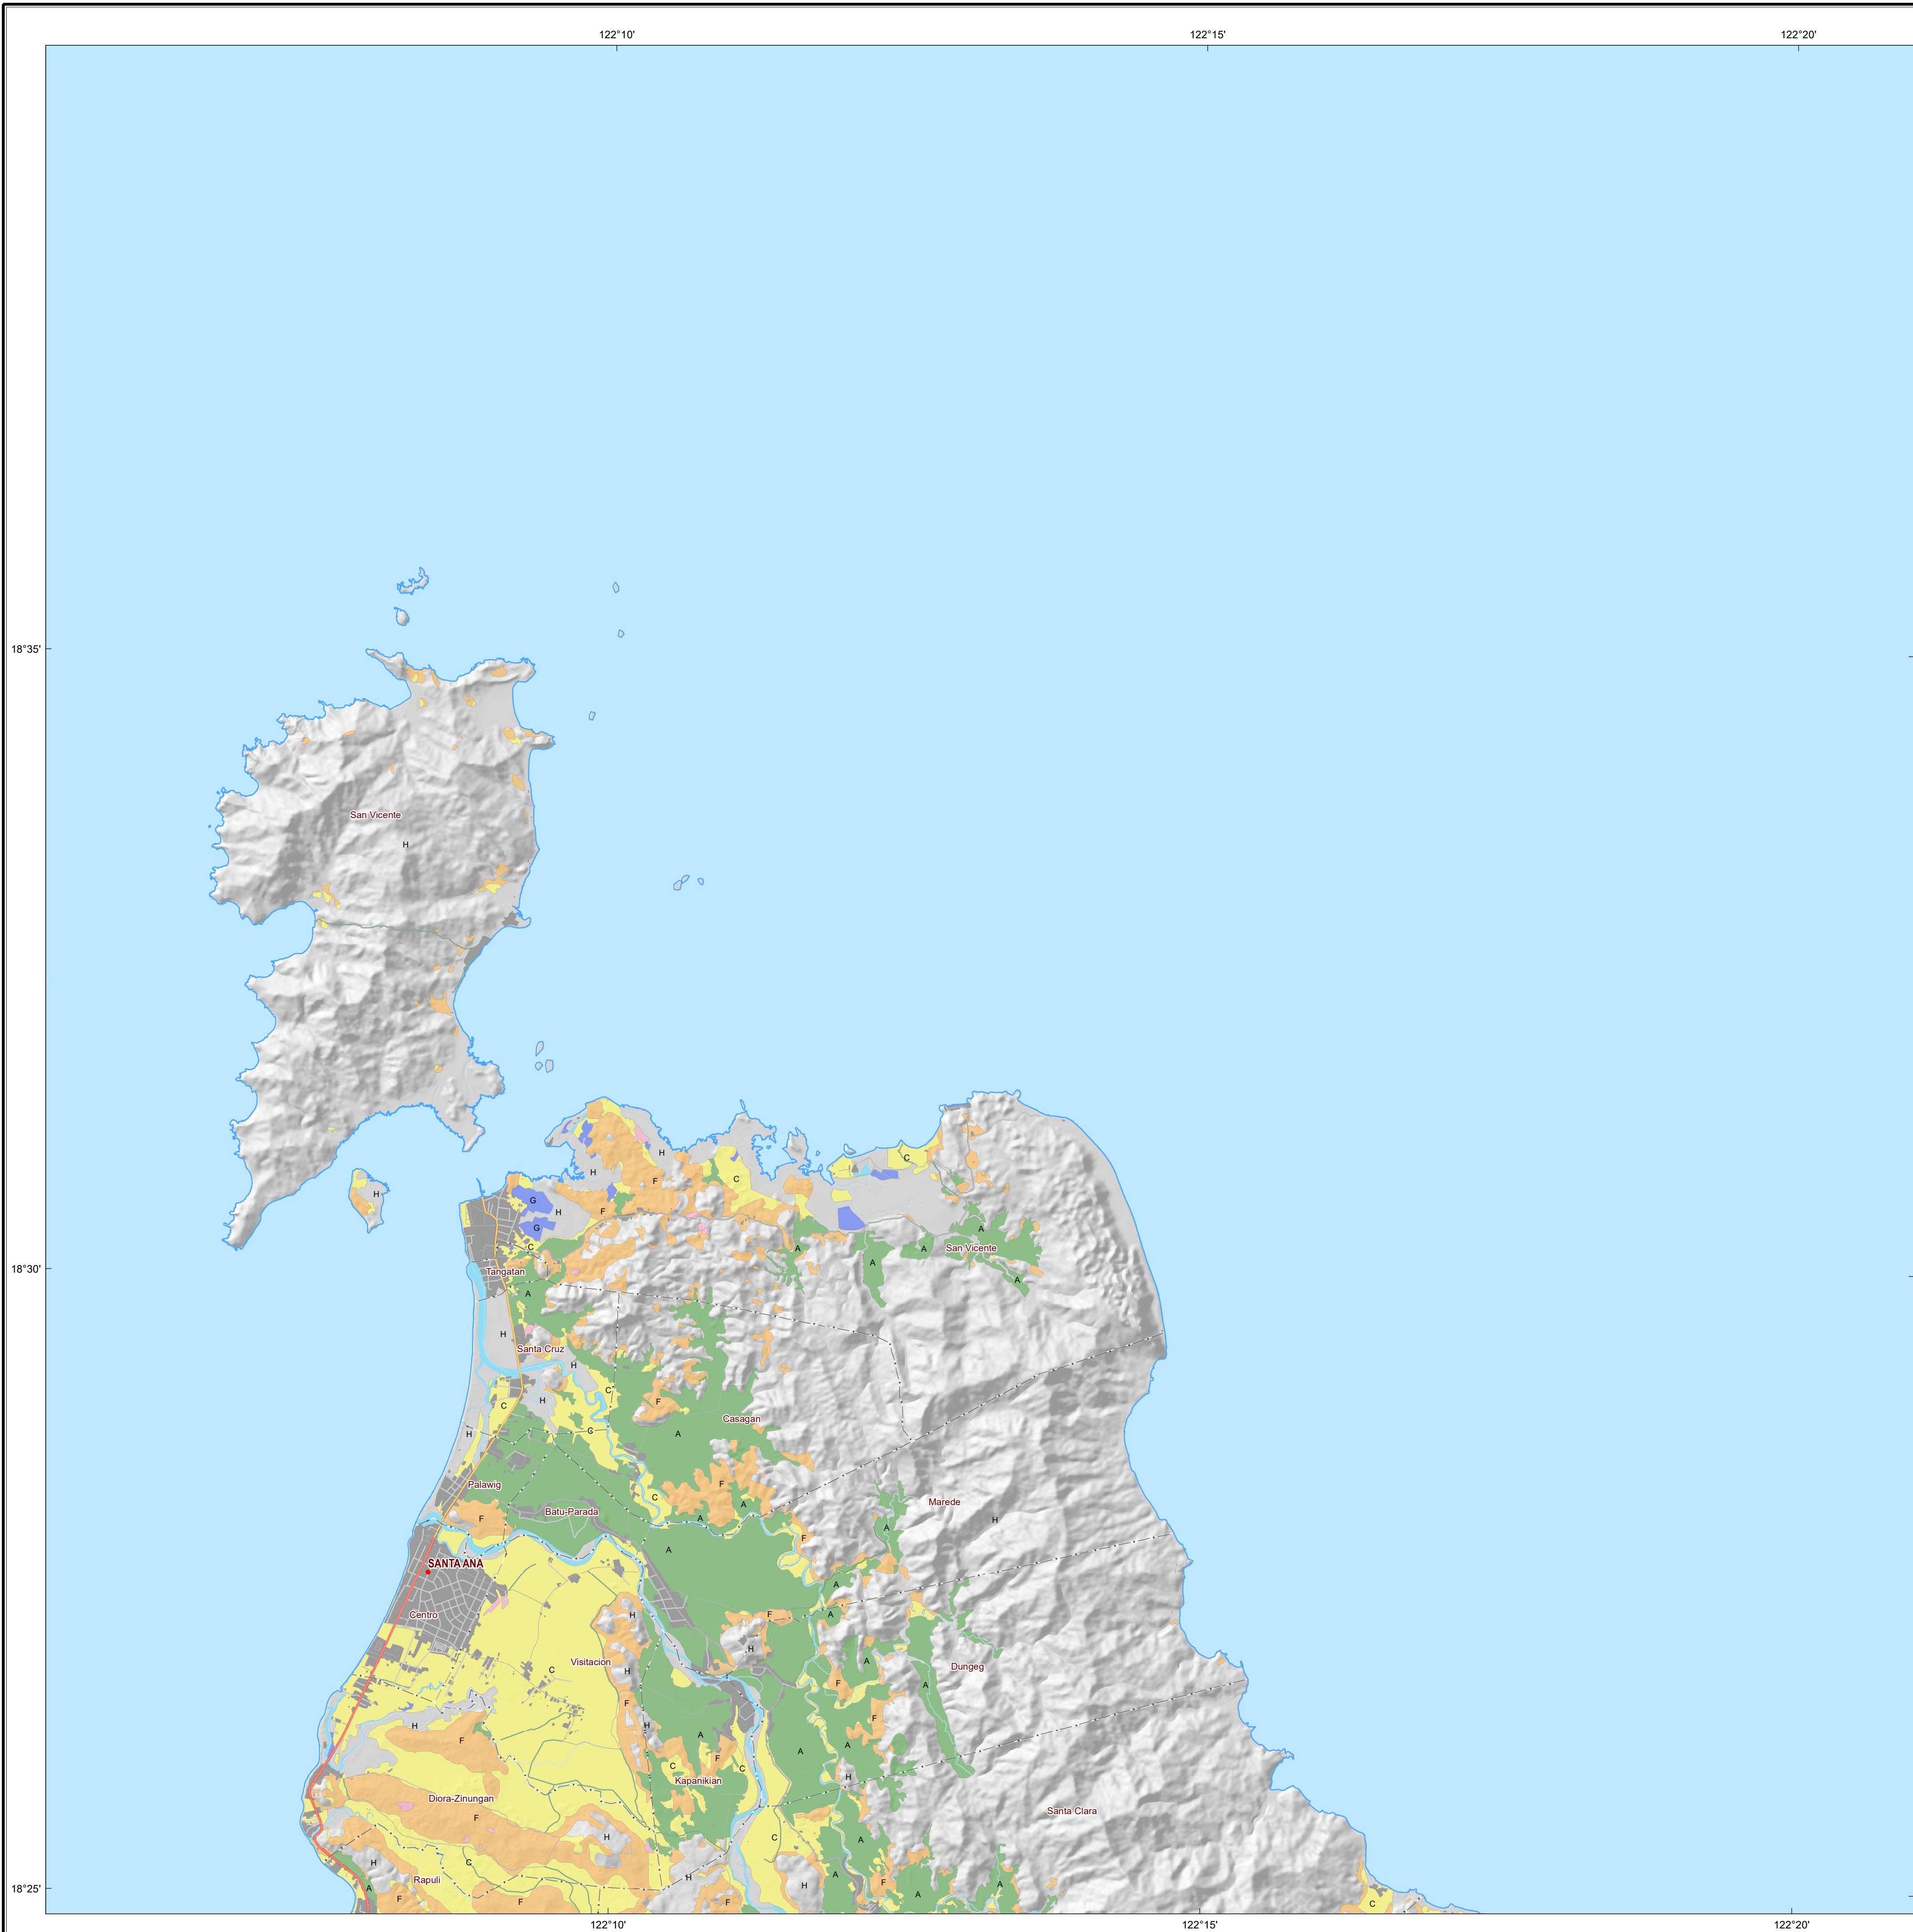 122°10' 122°15' 122°20'
18°35'
San Vicente
H
H
H
C
H
F
C
H
G
H
F
G
C
A
A
A
A
San Vicente
18°30'
Tangatan
A
A
H
Santa Cruz
H
C
F
H
C
Casagan
C
A
H
F
Palawig
C
Marede
A
Batu-Parada
F
A
H
A
F
A
SANTA ANA
A
F
A
H
Centro
H
Visitacion
A
Dungeg
C
H
F
A
F
F
H
H
A
F
A
A
F
C
C
Kapanikian
H
Diora-Zinungan
Santa Clara
F
H
C
A
H
C
A
Rapuli
H
18°25'
A
H
F
A
A
F
F
F
C
122°10' 122°15' 122°20'